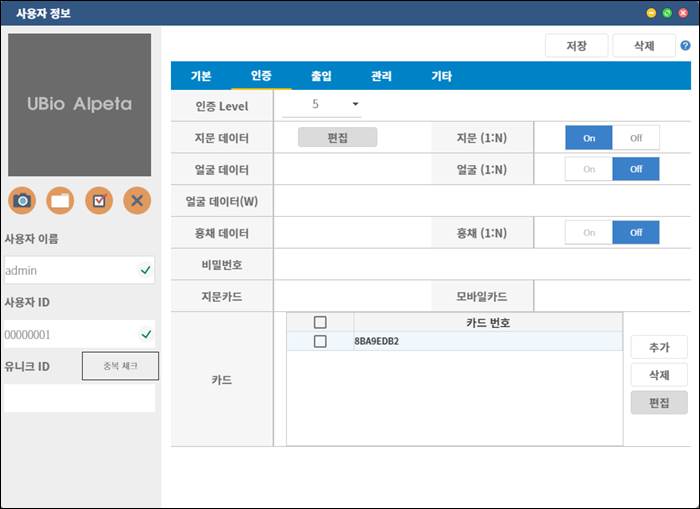 사용자 정보
저장
삭제
?
UBio Alpeta
기본
인증
출입
관리
기타
인증 Level
5
지문 데이터
편집
지문 (1:N)
On
Off
얼굴 데이터
얼굴 (1:N)
On
Off
얼굴 데이터(W)
홍채 데이터
홍채 (1:N)
On
Off
비밀번호
지문카드
모바일카드
카드
카드 번호
8BA9EDB2
추가
삭제
편집
사용자 이름
admin
사용자 ID
00000001
유니크 ID
중복 체크